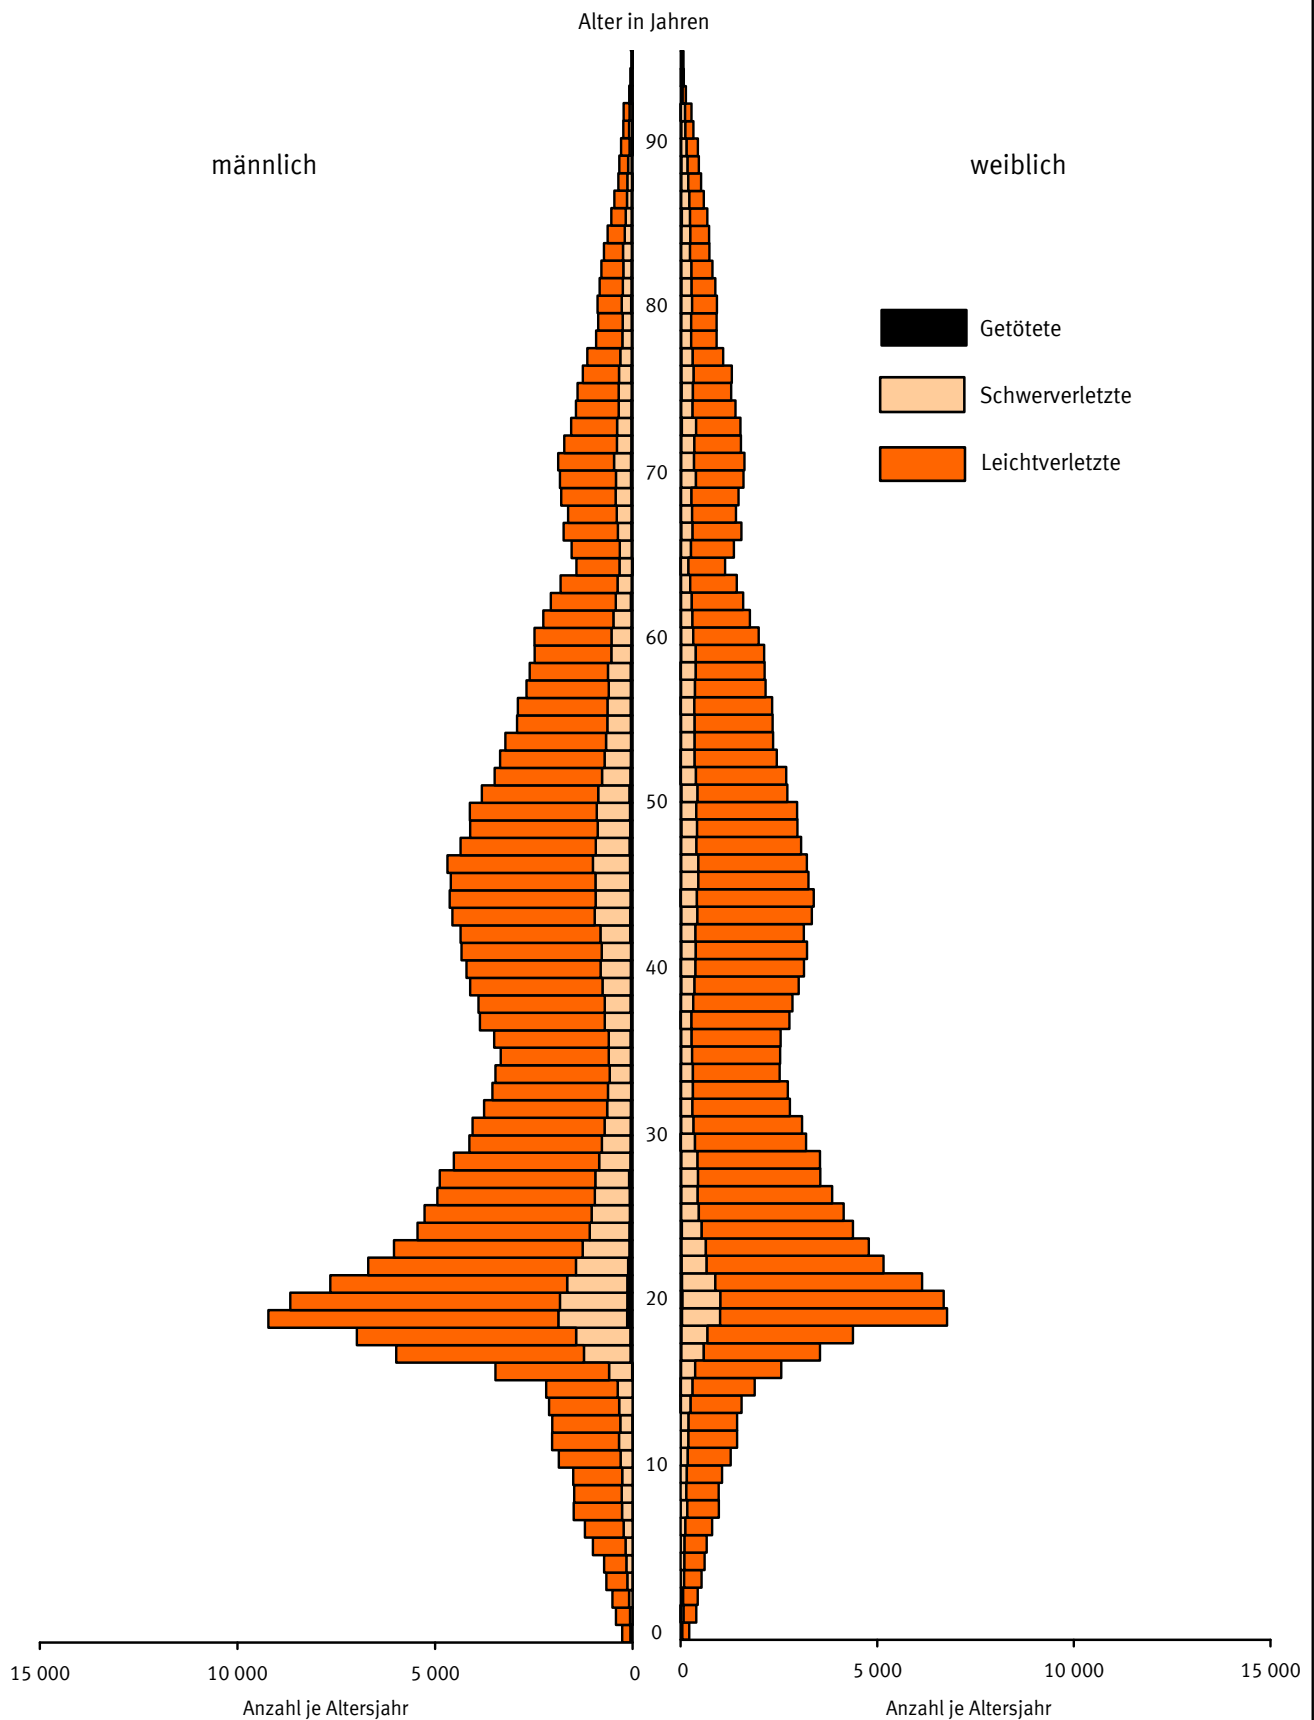 Alter in Jahren
männlich
weiblich
90
80
70
60
50
40
30
20
10
0
Getötete
Schwerverletzte
Leichtverletzte
15 000 10 000 5 000 0 0 5 000 10 000 15 000
Anzahl je Altersjahr Anzahl je Altersjahr